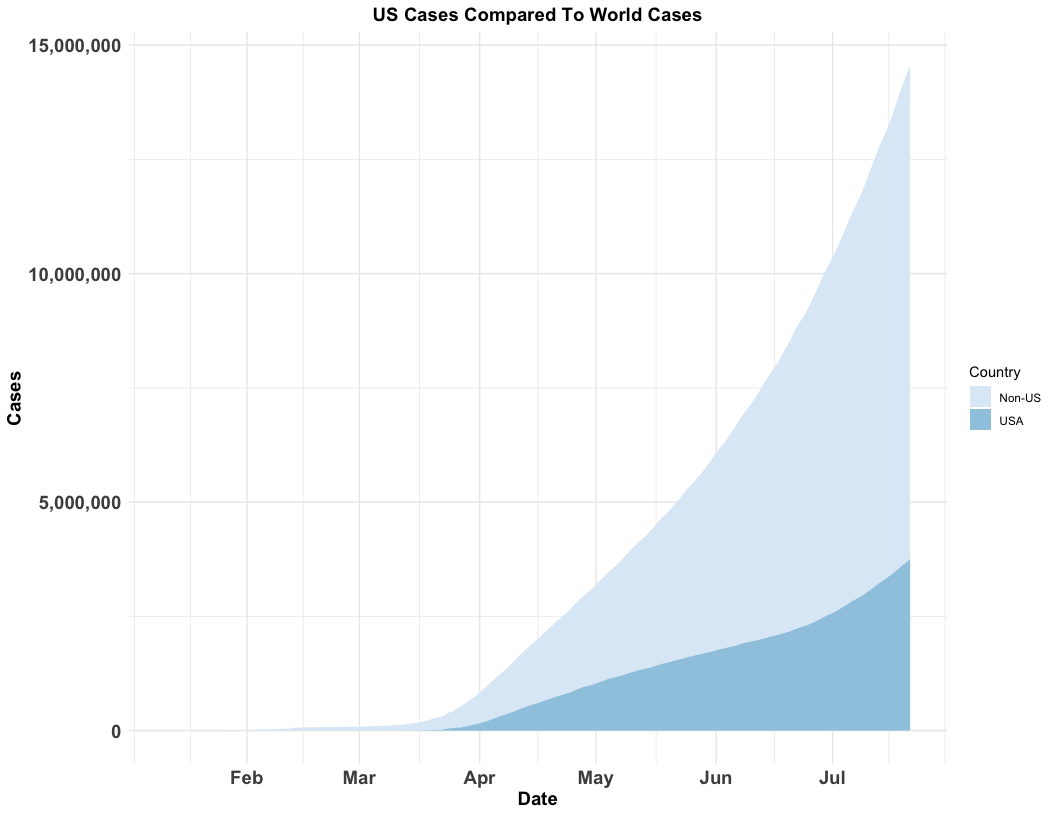 US Cases Compared To World Cases
15,000,000
10,000,000
5,000,000
0
Cases
Feb Mar Apr May Jun Jul
Date
Country
Non-US
USA